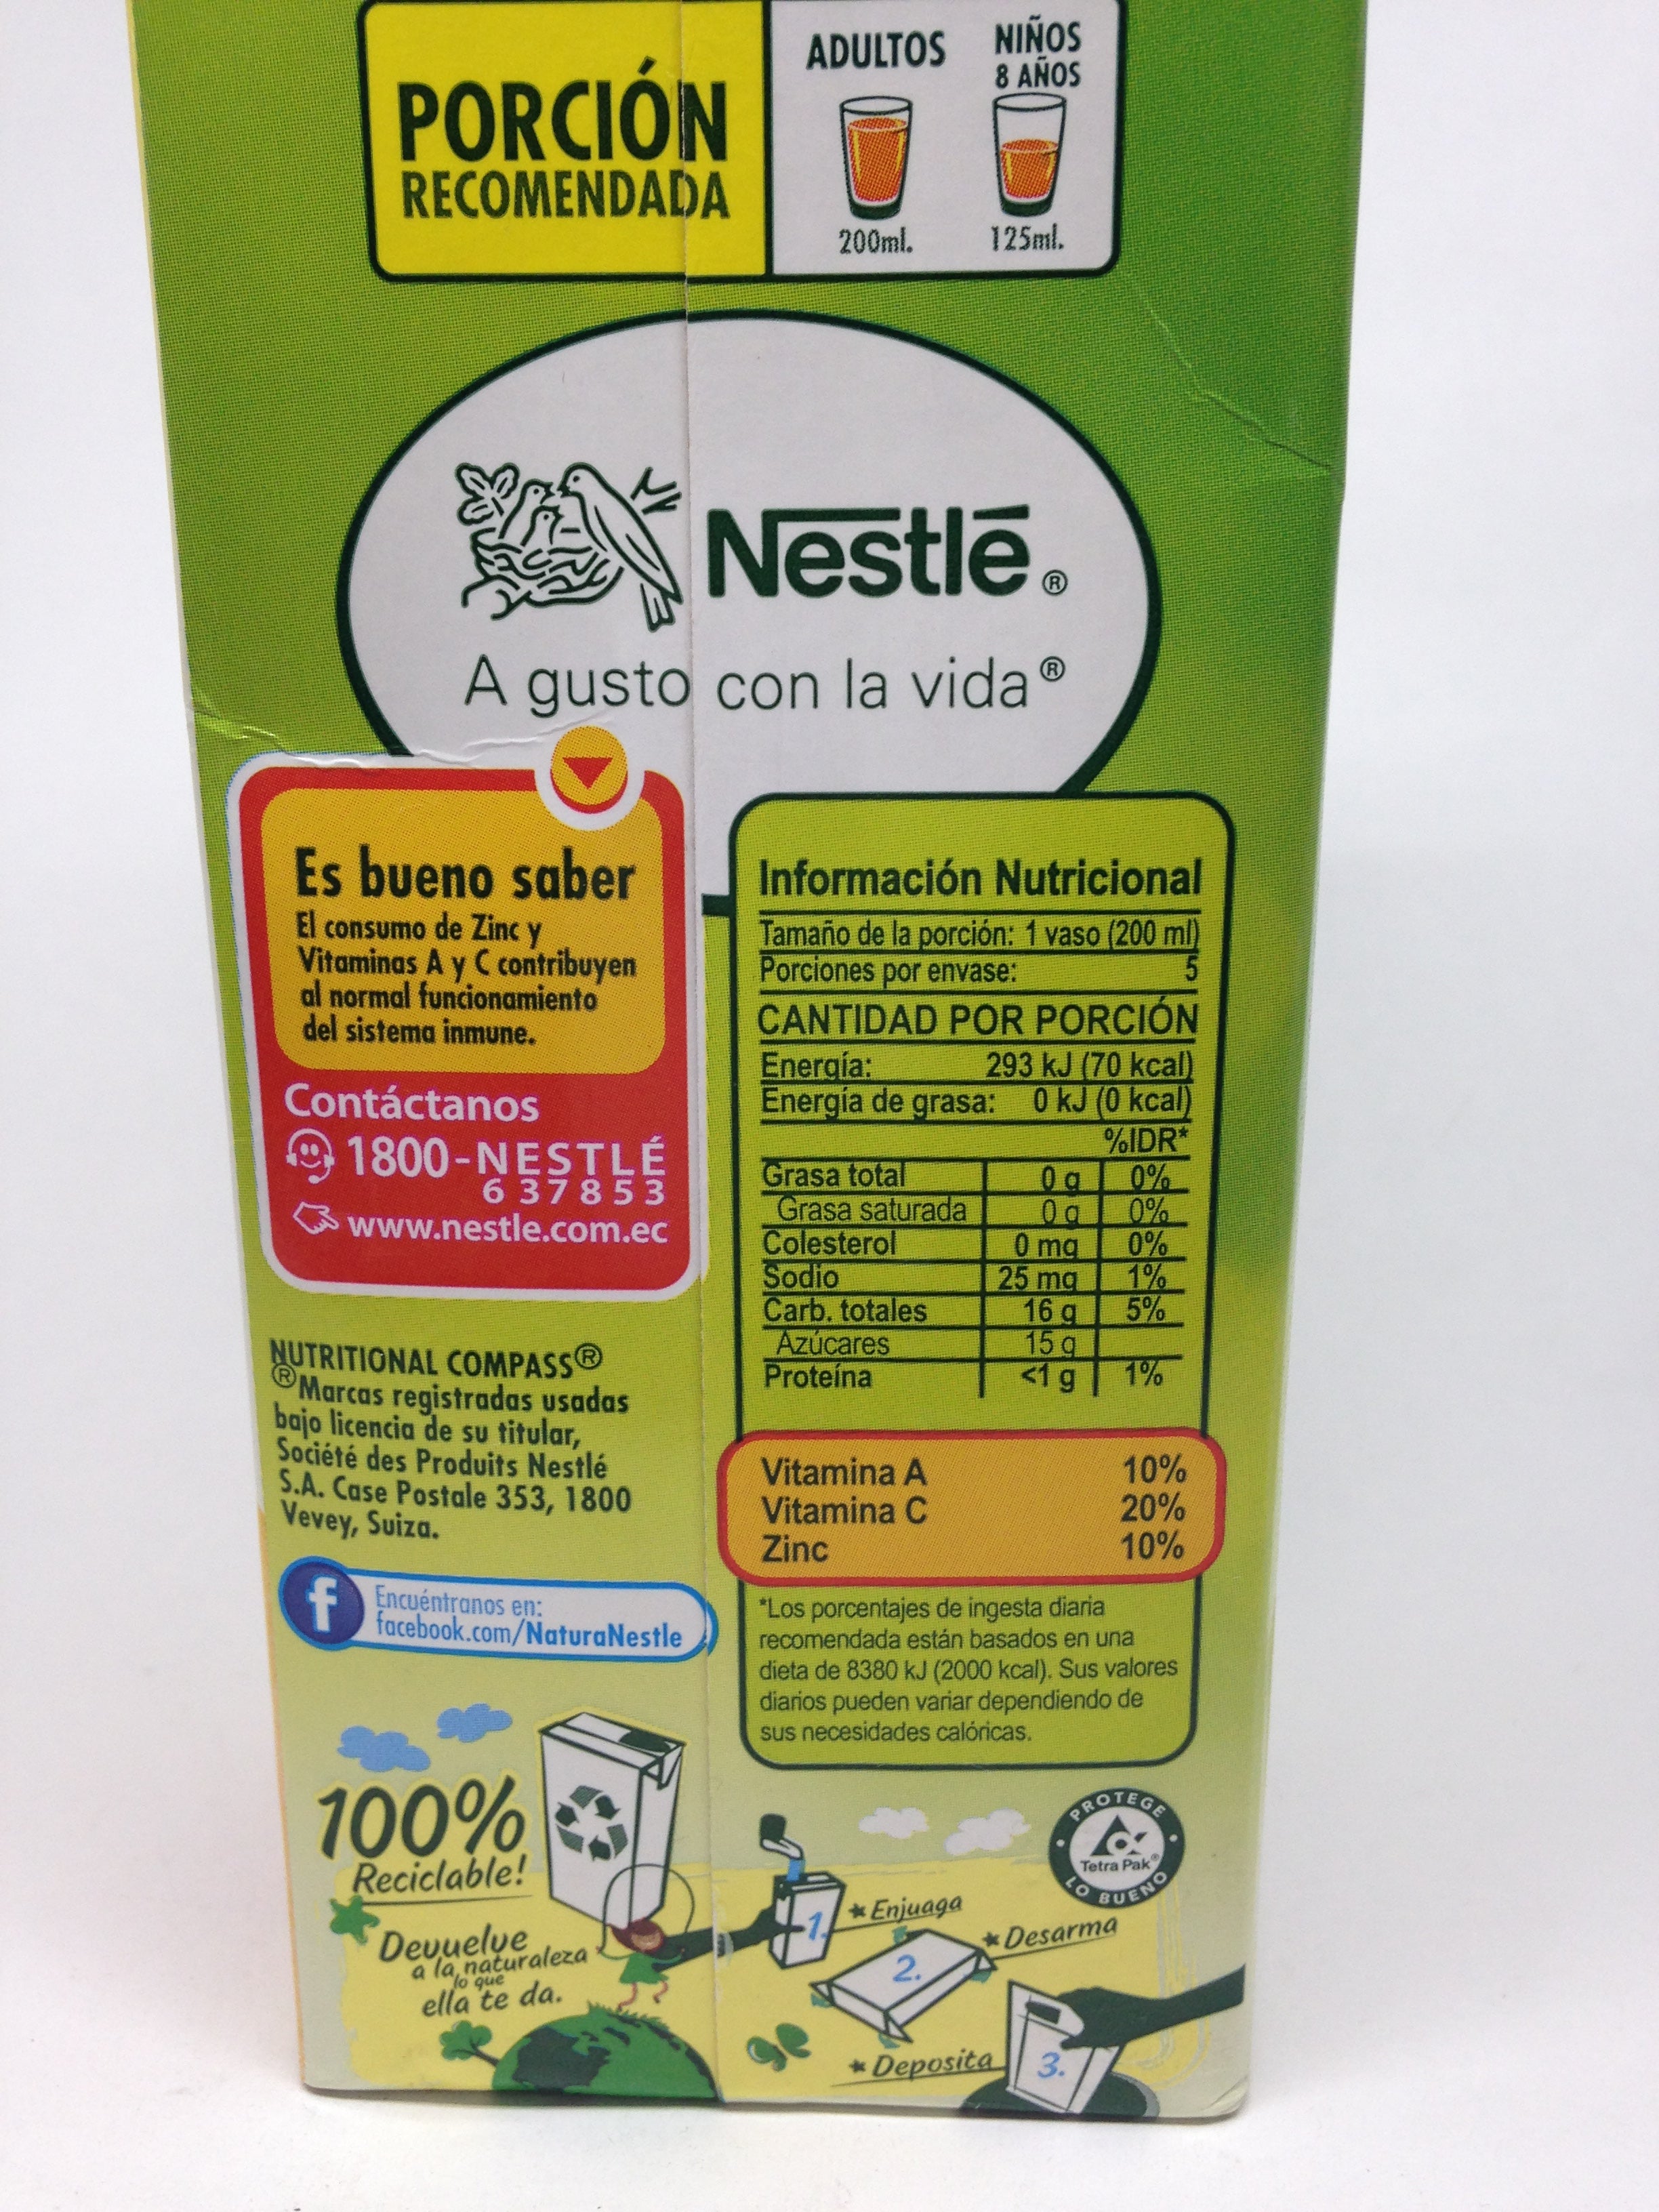 PORCIÓN
RECOMENDADA
ADULTOS
200ml.
NIÑOS
8 AÑOS
125ml.
Nestlé®
A gusto con la vida®
Es bueno saber
El consumo de Zinc y
Vitaminas A y C contribuyen
al normal funcionamiento
del sistema inmune.
Contáctanos
1800-NESTLÉ
637853
www.nestle.com.ec
NUTRITIONAL COMPASS®
®Marcas registradas usadas
bajo licencia de su titular,
Société des Produits Nestlé
S.A. Case Postale 353, 1800
Vevey, Suiza.
f
Encuéntranos en:
facebook.com/NaturaNestle
Información Nutricional
Tamaño de la porción: 1 vaso (200 ml)
Porciones por envase: 5
CANTIDAD POR PORCIÓN
Energía: 293 kJ (70 kcal)
Energía de grasa: 0 kJ (0 kcal)
%IDR*
Grasa total 0 g 0%
Grasa saturada 0 g 0%
Colesterol 0 mg 0%
Sodio 25 mg 1%
Carb. totales 16 g 5%
Azúcares 15 g
Proteína <1 g 1%
Vitamina A 10%
Vitamina C 20%
Zinc 10%
*Los porcentajes de ingesta diaria
recomendada están basados en una
dieta de 8380 kJ (2000 kcal). Sus valores
diarios pueden variar dependiendo de
sus necesidades calóricas.
100%
Reciclable!
Devuelve
a la naturaleza
lo que
ella te da.
1.
* Enjuaga
2.
* Desarma
3.
* Deposita
PROTEGE
Tetra Pak®
LO BUENO